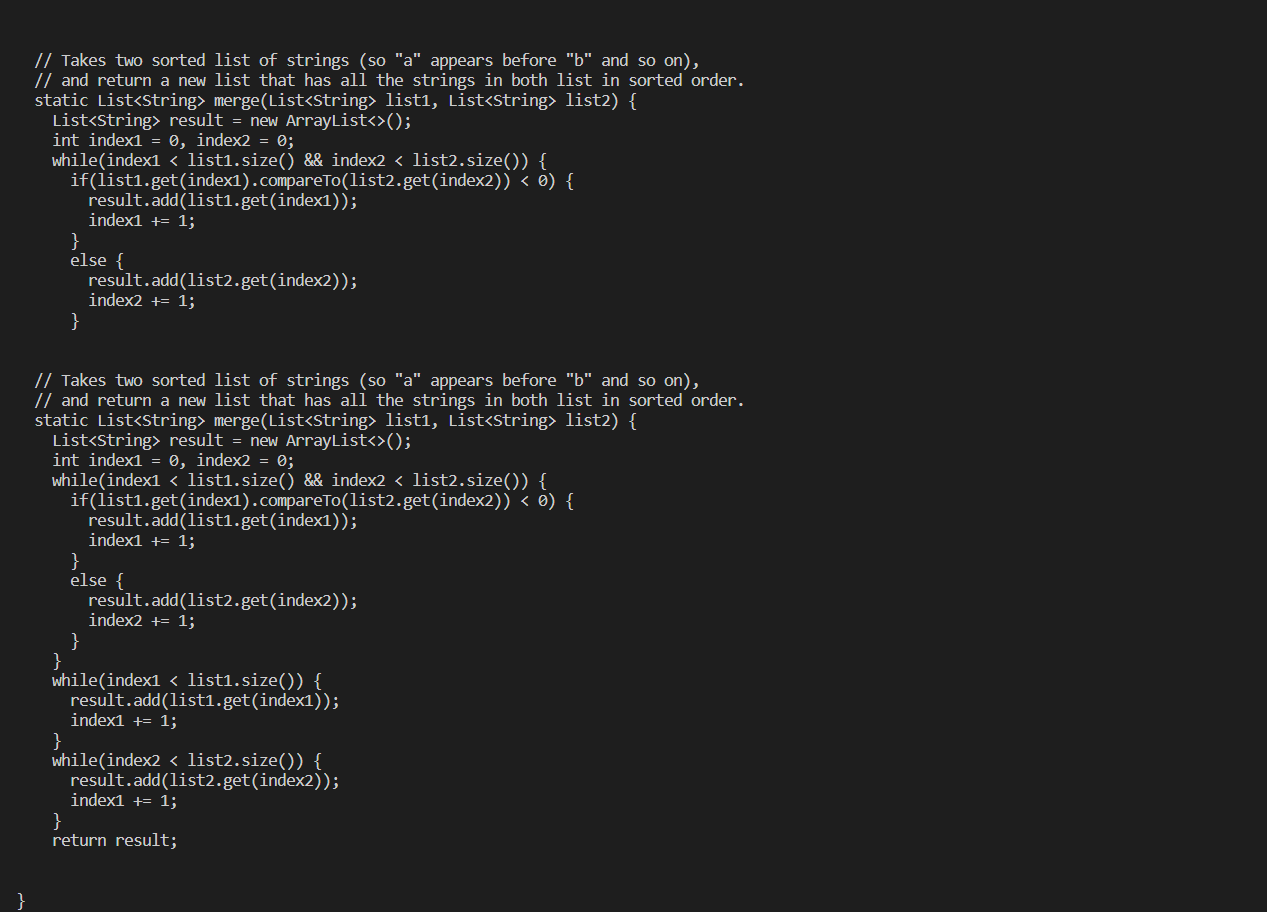 // Takes two sorted list of strings (so "a" appears before "b" and so on),
// and return a new list that has all the strings in both list in sorted order.
static List<String> merge(List<String> list1, List<String> list2) {
  List<String> result = new ArrayList<>();
  int index1 = 0, index2 = 0;
  while(index1 < list1.size() && index2 < list2.size()) {
    if(list1.get(index1).compareTo(list2.get(index2)) < 0) {
      result.add(list1.get(index1));
      index1 += 1;
    }
    else {
      result.add(list2.get(index2));
      index2 += 1;
    }
// Takes two sorted list of strings (so "a" appears before "b" and so on),
// and return a new list that has all the strings in both list in sorted order.
static List<String> merge(List<String> list1, List<String> list2) {
  List<String> result = new ArrayList<>();
  int index1 = 0, index2 = 0;
  while(index1 < list1.size() && index2 < list2.size()) {
    if(list1.get(index1).compareTo(list2.get(index2)) < 0) {
      result.add(list1.get(index1));
      index1 += 1;
    }
    else {
      result.add(list2.get(index2));
      index2 += 1;
    }
  }
  while(index1 < list1.size()) {
    result.add(list1.get(index1));
    index1 += 1;
  }
  while(index2 < list2.size()) {
    result.add(list2.get(index2));
    index1 += 1;
  }
  return result;
}